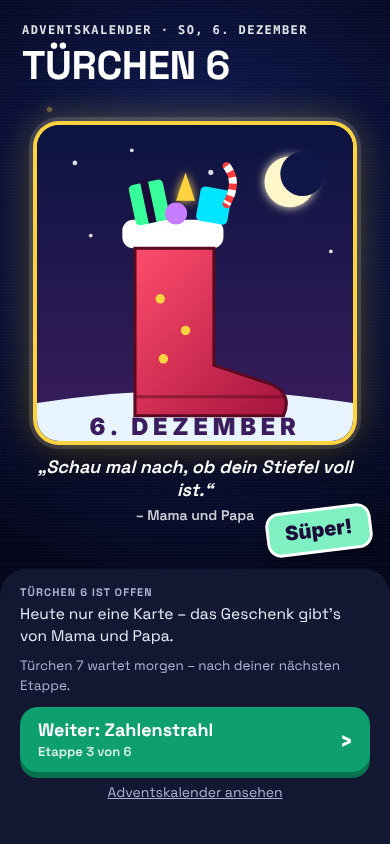 ADVENTSKALENDER · SO, 6. DEZEMBER
TÜRCHEN 6
6. DEZEMBER
„Schau mal nach, ob dein Stiefel voll
ist.“
– Mama und Papa
Süper!
TÜRCHEN 6 IST OFFEN
Heute nur eine Karte – das Geschenk gibt's
von Mama und Papa.
Türchen 7 wartet morgen – nach deiner nächsten
Etappe.
Weiter: Zahlenstrahl
Etappe 3 von 6
>
Adventskalender ansehen